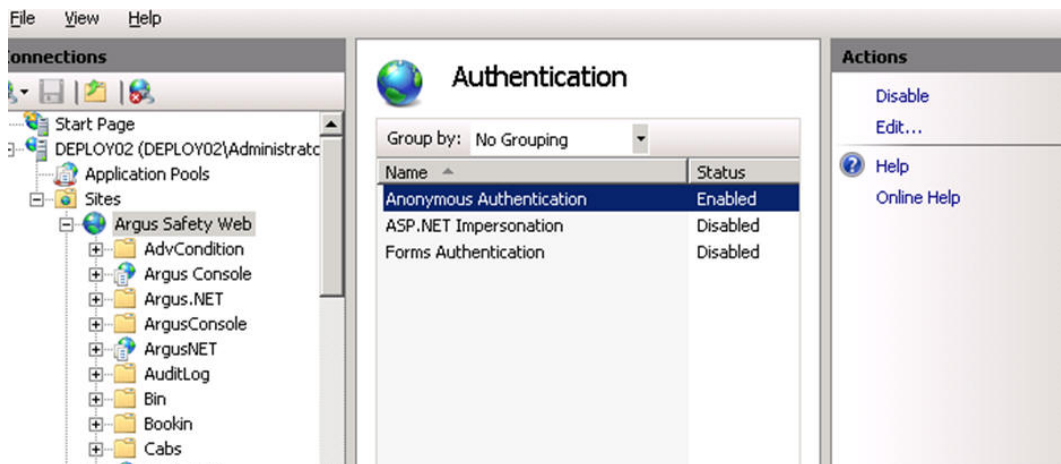 File View Help
onnections
Start Page
DEPLOY02 (DEPLOY02\Administratc
Application Pools
Sites
Argus Safety Web
AdvCondition
Argus Console
Argus.NET
ArgusConsole
ArgusNET
AuditLog
Bin
Bookin
Cabs
Authentication
Group by: No Grouping
Name Status
Anonymous Authentication Enabled
ASP.NET Impersonation Disabled
Forms Authentication Disabled
Actions
Disable
Edit...
Help
Online Help